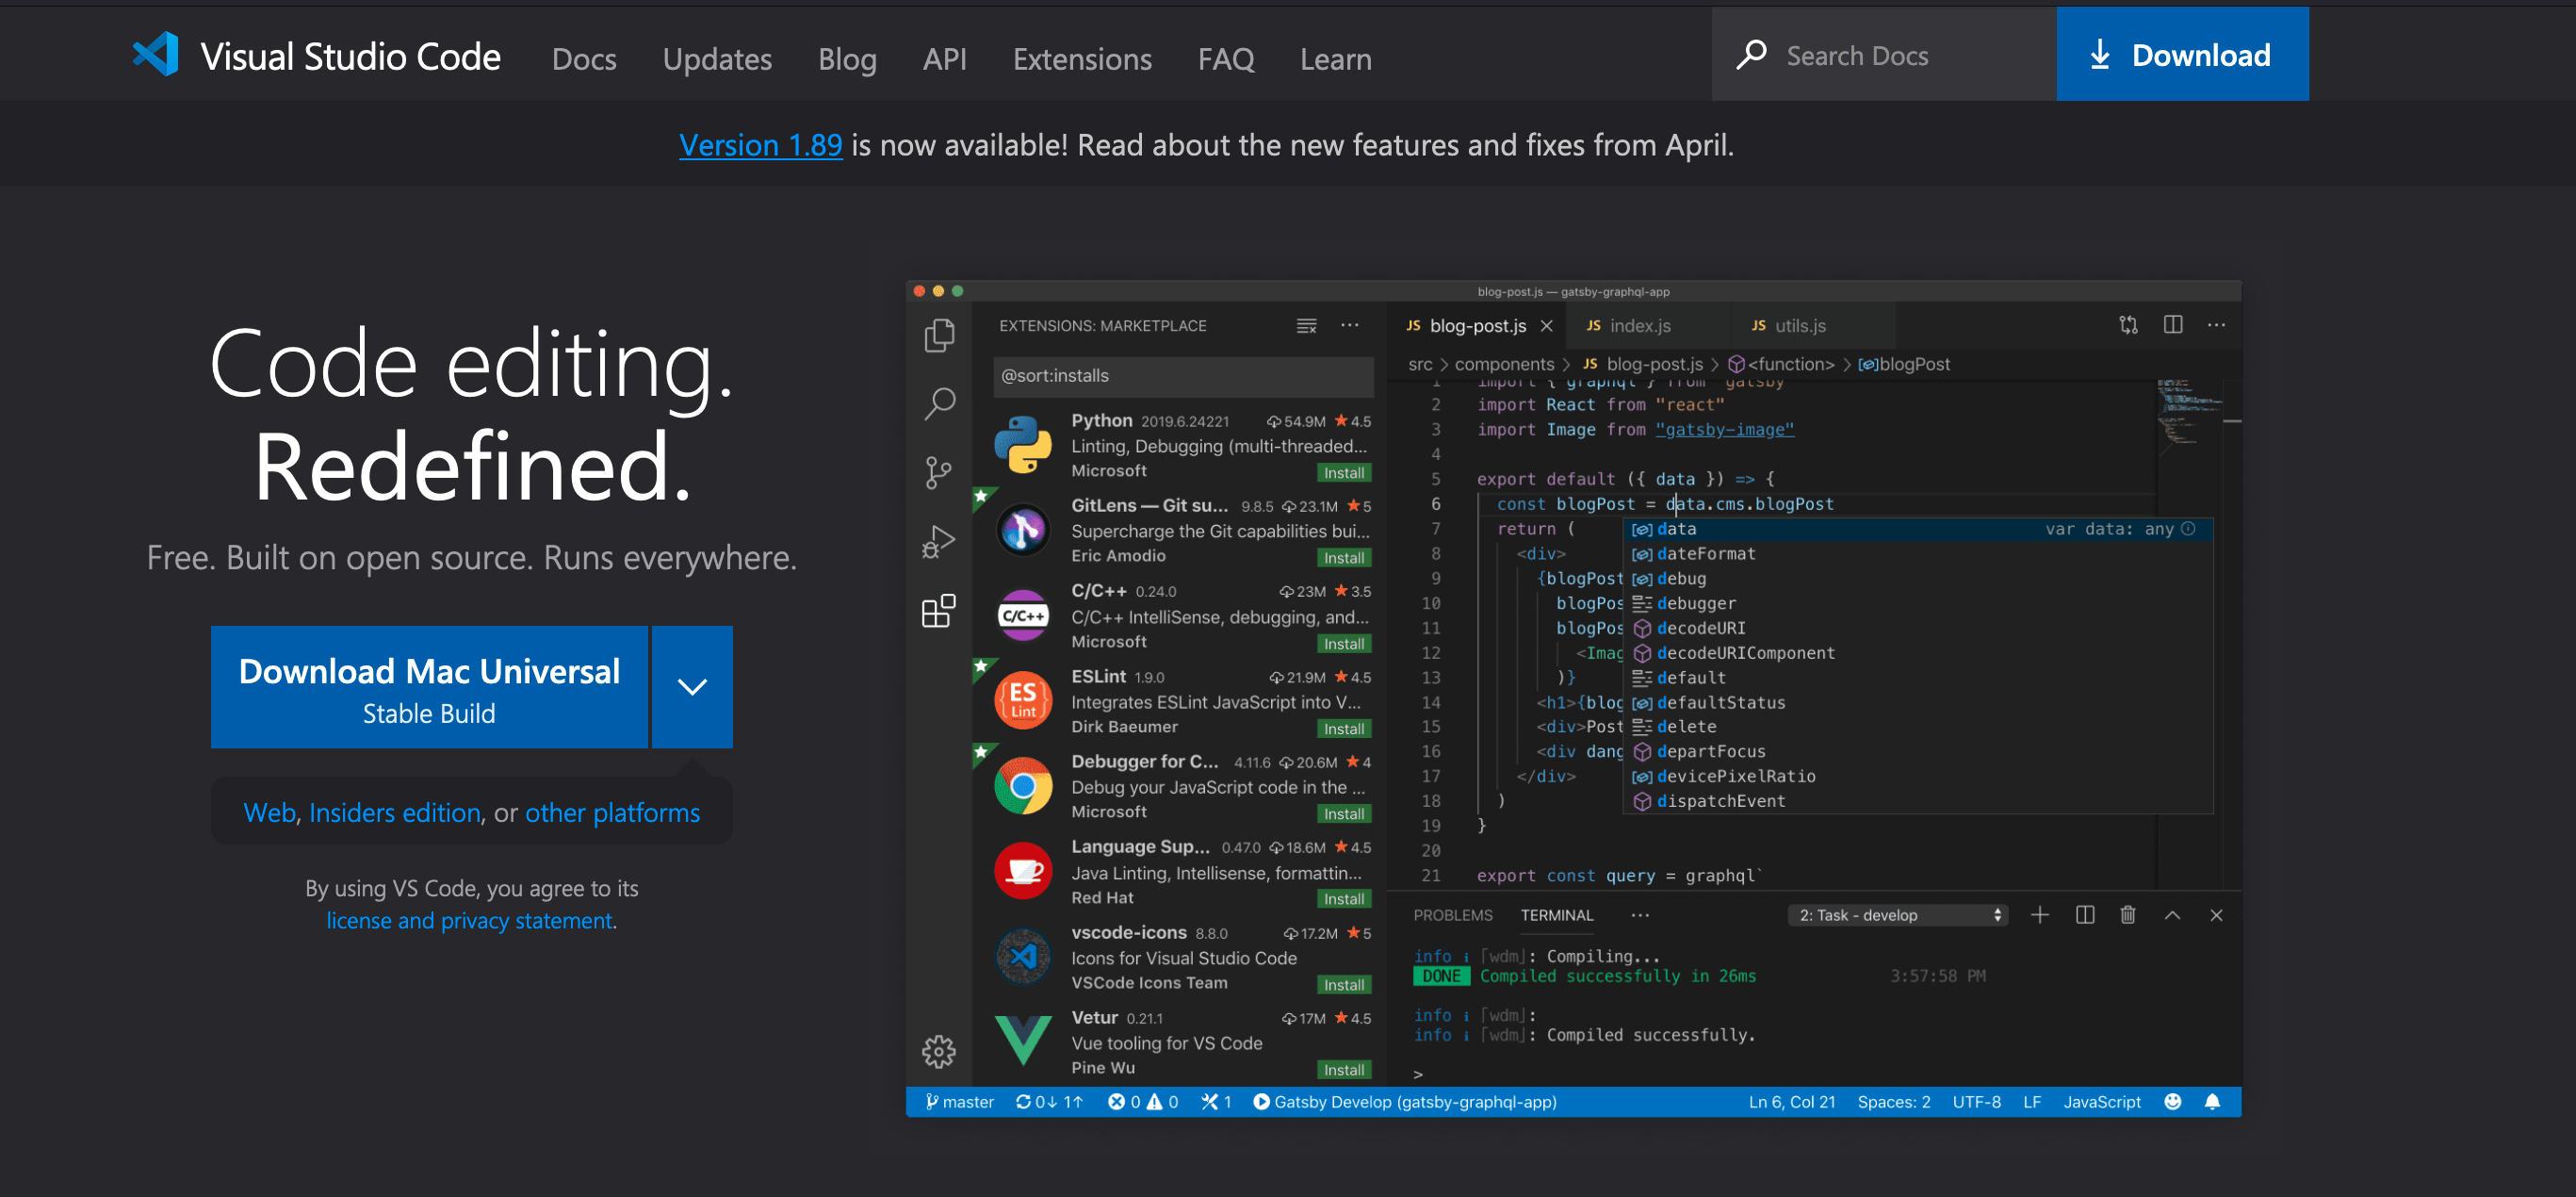 Visual Studio Code Docs Updates Blog API Extensions FAQ Learn Search Docs Download
Version 1.89 is now available! Read about the new features and fixes from April.
Code editing.
Redefined.
Free. Built on open source. Runs everywhere.
Download Mac Universal
Stable Build
Web, Insiders edition, or other platforms
By using VS Code, you agree to its
license and privacy statement.
blog-post.js — gatsby-graphql-app
EXTENSIONS: MARKETPLACE
@sort:installs
Python 2019.6.24221 54.9M 4.5
Linting, Debugging (multi-threaded...
Microsoft Install
GitLens — Git su... 9.8.5 23.1M 5
Supercharge the Git capabilities bui...
Eric Amodio Install
C/C++
C/C++ 0.24.0 23M 3.5
C/C++ IntelliSense, debugging, and...
Microsoft Install
ES
Lint
ESLint 1.9.0 21.9M 4.5
Integrates ESLint JavaScript into V...
Dirk Baeumer Install
Debugger for C... 4.11.6 20.6M 4
Debug your JavaScript code in the ...
Microsoft Install
Language Sup... 0.47.0 18.6M 4.5
Java Linting, Intellisense, formattin...
Red Hat Install
vscode-icons 8.8.0 17.2M 5
Icons for Visual Studio Code
VSCode Icons Team Install
Vetur 0.21.1 17M 4.5
Vue tooling for VS Code
Pine Wu Install
JS blog-post.js JS index.js JS utils.js
src > components > JS blog-post.js > <function> > blogPost
1 import { graphql } from "gatsby"
2 import React from "react"
3 import Image from "gatsby-image"
4
5 export default ({ data }) => {
6 const blogPost = data.cms.blogPost
7 return (
8 <div>
9 {blogPost
10 blogPos
11 blogPos
12 <Imag
13 )}
14 <h1>{blog
15 <div>Post
16 <div dang
17 </div>
18 )
19 }
20
21 export const query = graphql`
data var data: any
dateFormat
debug
debugger
decodeURI
decodeURIComponent
default
defaultStatus
delete
departFocus
devicePixelRatio
dispatchEvent
PROBLEMS TERMINAL ··· 2: Task - develop
info i ｢wdm｣: Compiling...
DONE Compiled successfully in 26ms 3:57:58 PM
info i ｢wdm｣:
info i ｢wdm｣: Compiled successfully.
>
master 0↓ 1↑ 0 0 1 Gatsby Develop (gatsby-graphql-app) Ln 6, Col 21 Spaces: 2 UTF-8 LF JavaScript